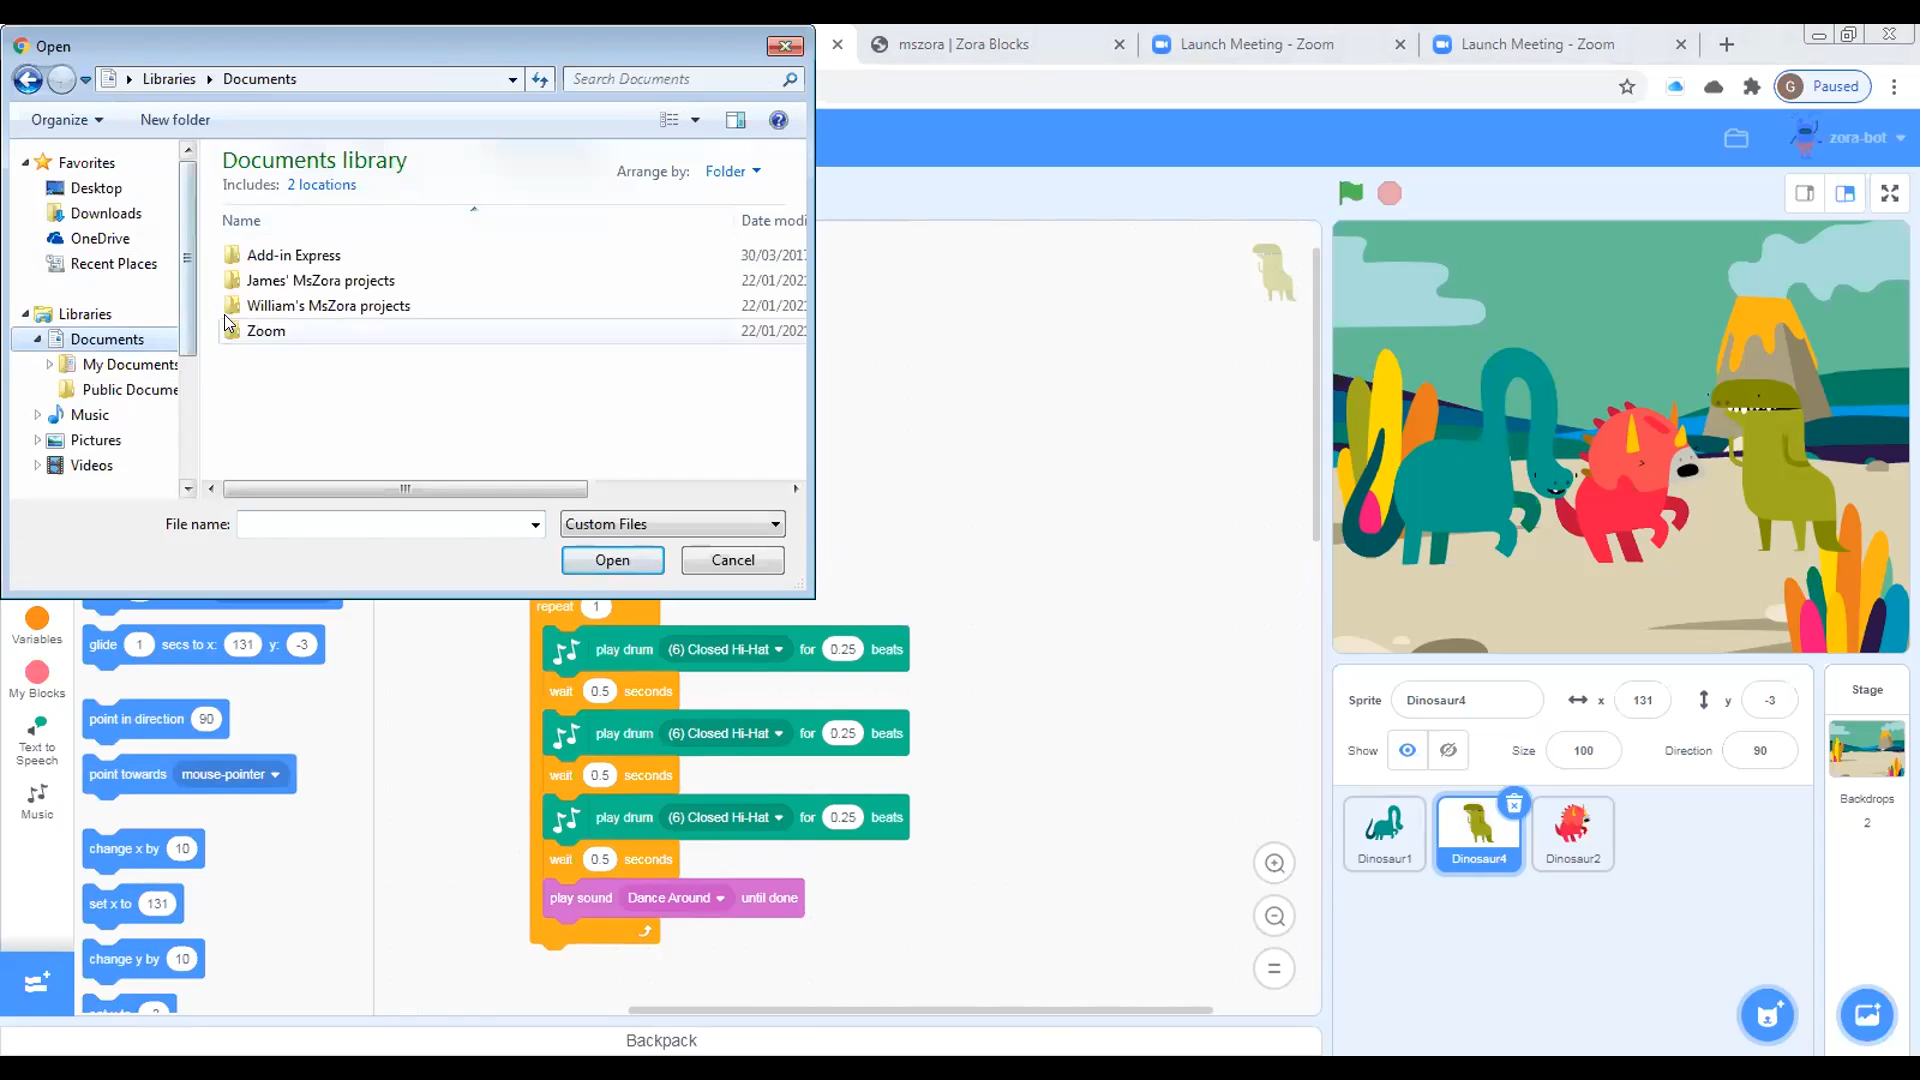 Open
mszora | Zora Blocks
Launch Meeting - Zoom
Launch Meeting - Zoom
Libraries
Documents
Search Documents
G
Paused
Organize
New folder
zora-bot
Favorites
Desktop
Downloads
OneDrive
Recent Places
Libraries
Documents
My Documents
Public Docume
Music
Pictures
Videos
Documents library
Includes: 2 locations
Arrange by: Folder
Name
Date modi
Add-in Express
30/03/201
James' MsZora projects
22/01/202
William's MsZora projects
22/01/202
Zoom
22/01/202
File name:
Custom Files
Open
Cancel
Variables
My Blocks
Text to
Speech
Music
glide 1 secs to x: 131 y: -3
point in direction 90
point towards mouse-pointer
change x by 10
set x to 131
change y by 10
repeat 1
play drum (6) Closed Hi-Hat for 0.25 beats
wait 0.5 seconds
play drum (6) Closed Hi-Hat for 0.25 beats
wait 0.5 seconds
play drum (6) Closed Hi-Hat for 0.25 beats
wait 0.5 seconds
play sound Dance Around until done
Backpack
Sprite Dinosaur4 x 131 y -3
Show Size 100 Direction 90
Dinosaur1
Dinosaur4
Dinosaur2
Stage
Backdrops
2